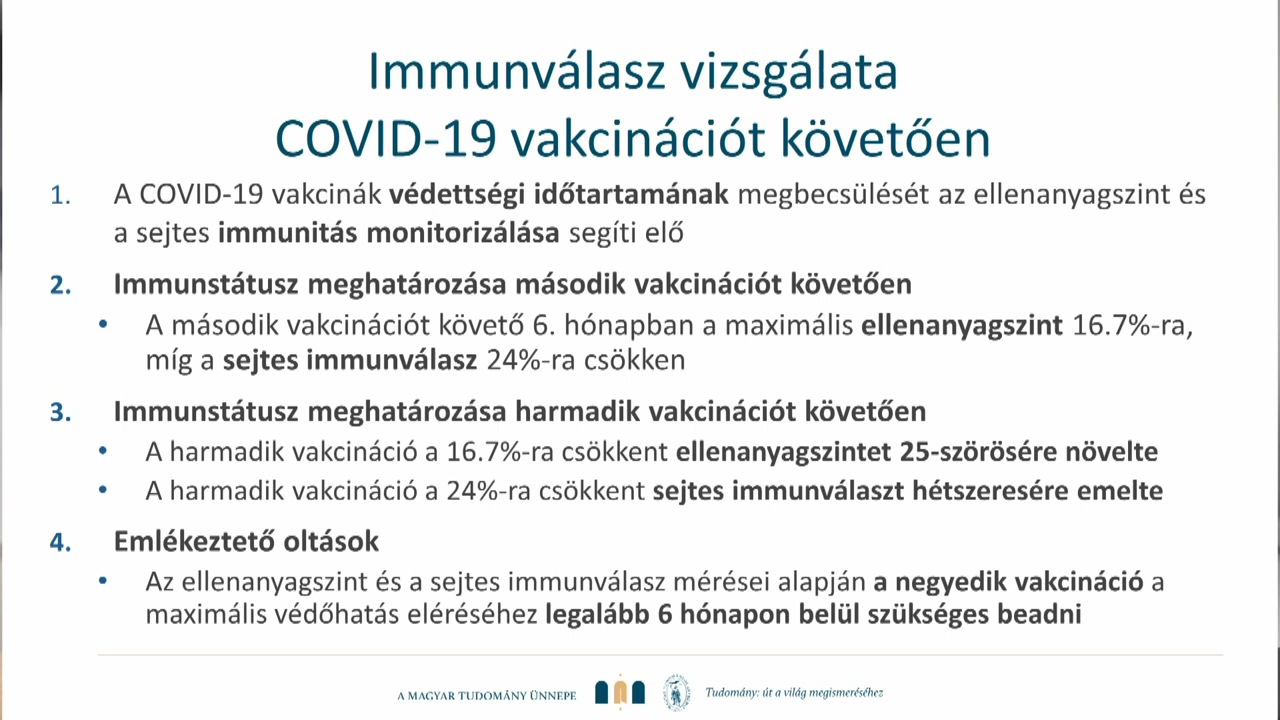 Immunválasz vizsgálata
COVID-19 vakcinációt követően
1. A COVID-19 vakcinák védettségi időtartamának megbecsülését az ellenanyagszint és
a sejtes immunitás monitorizálása segíti elő
2. Immunstátusz meghatározása második vakcinációt követően
• A második vakcinációt követő 6. hónapban a maximális ellenanyagszint 16.7%-ra,
míg a sejtes immunválasz 24%-ra csökken
3. Immunstátusz meghatározása harmadik vakcinációt követően
• A harmadik vakcináció a 16.7%-ra csökkent ellenanyagszintet 25-szörösére növelte
• A harmadik vakcináció a 24%-ra csökkent sejtes immunválaszt hétszeresére emelte
4. Emlékeztető oltások
• Az ellenanyagszint és a sejtes immunválasz mérései alapján a negyedik vakcináció a
maximális védőhatás eléréséhez legalább 6 hónapon belül szükséges beadni
A MAGYAR TUDOMÁNY ÜNNEPE
Tudomány: út a világ megismeréséhez